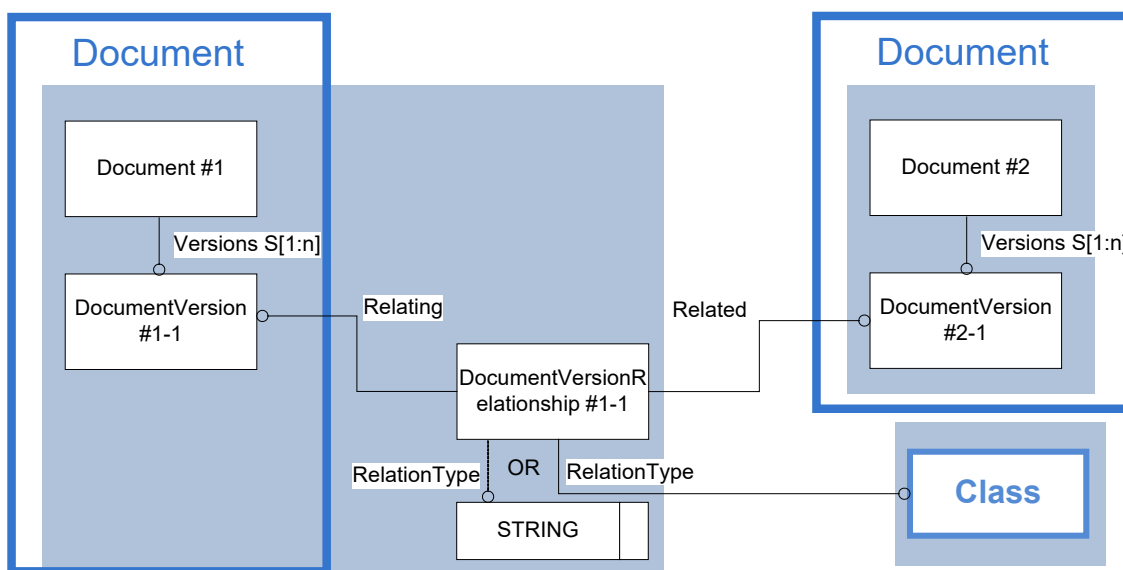 Document
Document
Document #1
Document #2
Versions S[1:n]
Versions S[1:n]
DocumentVersion
#1-1
DocumentVersion
#2-1
Relating
Related
DocumentVersionR
elationship #1-1
RelationType
OR
RelationType
STRING
Class